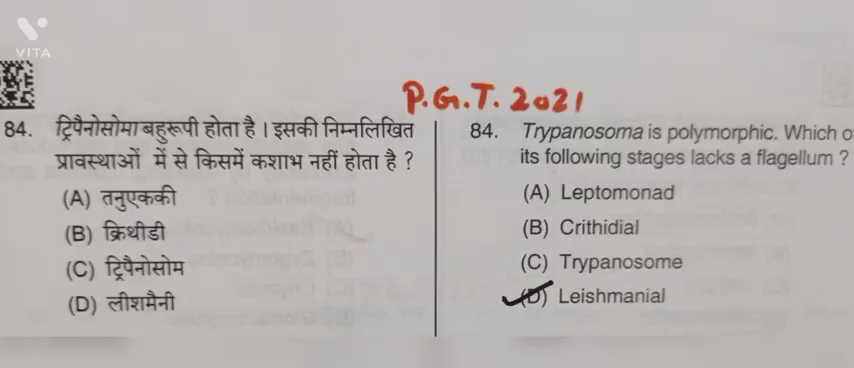 VITA
P.G.T. 2021
84. ट्रिपैनोसोमा बहुरूपी होता है । इसकी निम्नलिखित
प्रावस्थाओं में से किसमें कशाभ नहीं होता है ?
(A) तनुएककी
(B) क्रिथीडी
(C) ट्रिपैनोसोम
(D) लीशमैनी
84. Trypanosoma is polymorphic. Which o
its following stages lacks a flagellum ?
(A) Leptomonad
(B) Crithidial
(C) Trypanosome
(D) Leishmanial